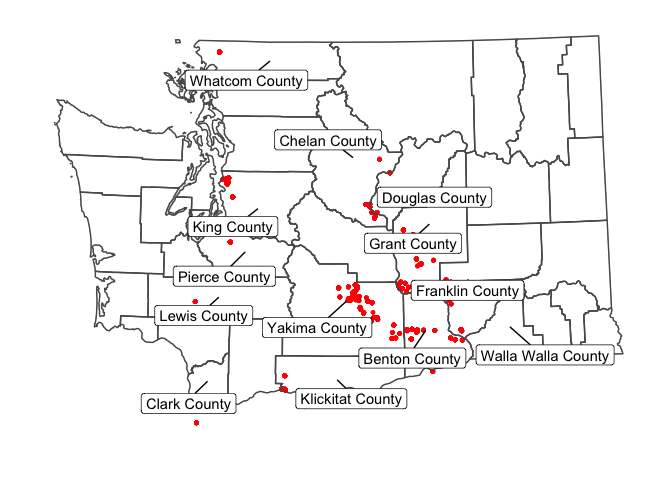 Whatcom County
Chelan County
Douglas County
King County
Grant County
Pierce County
Franklin County
Lewis County
Yakima County
Benton County
Walla Walla County
Clark County
Klickitat County